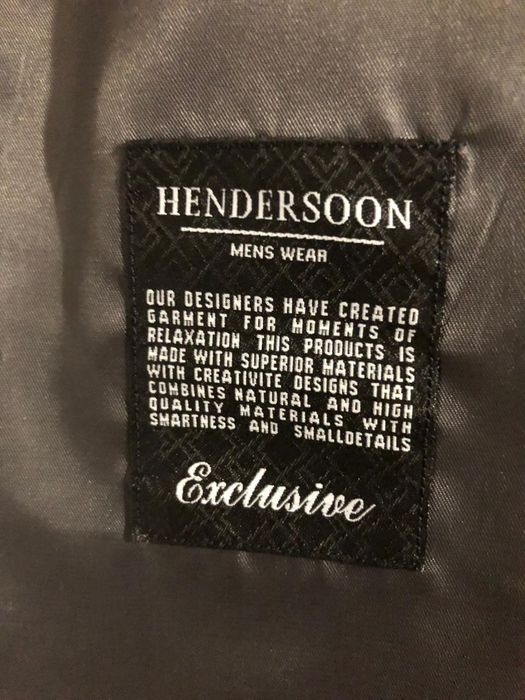 HENDERSOON
MENS WEAR
OUR DESIGNERS HAVE CREATED
GARMENT FOR MOMENTS OF
RELAXATION THIS PRODUCTS IS
MADE WITH SUPERIOR MATERIALS
WITH CREATIVITE DESIGNS THAT
COMBINES NATURAL AND HIGH
QUALITY MATERIALS WITH
SMARTNESS AND SMALLDETAILS
Exclusive